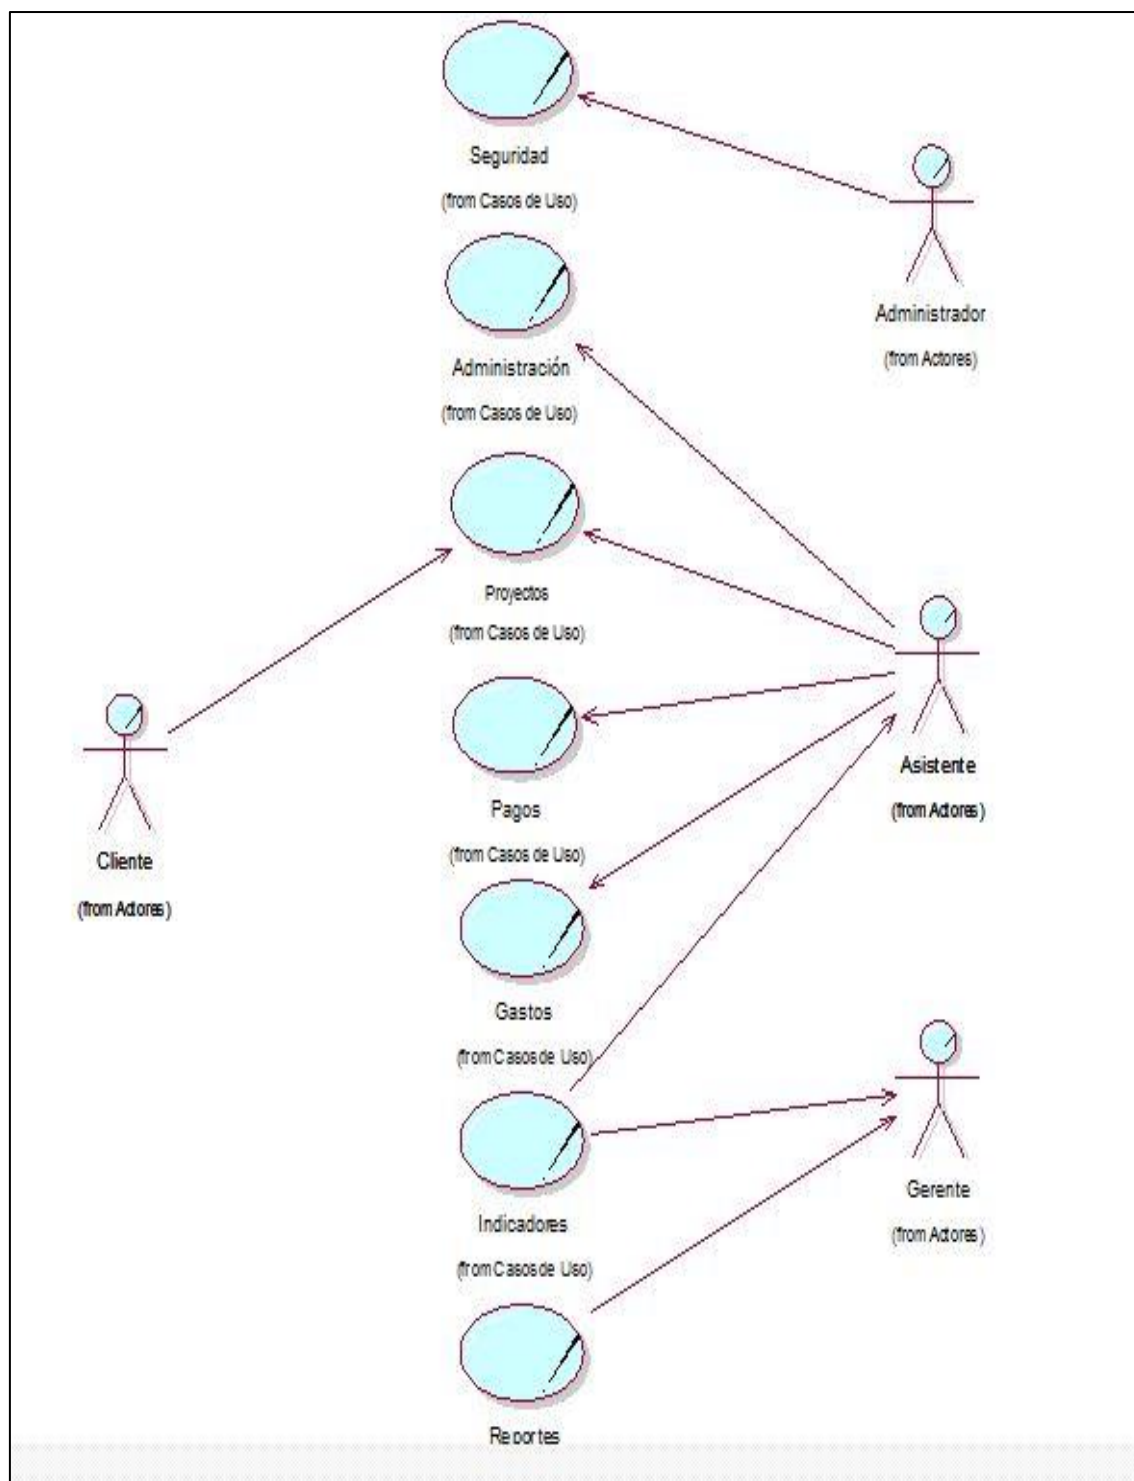 Seguridad
(from Casos de Uso)
Administrador
(from Actores)
Administración
(from Casos de Uso)
Proyectos
(from Casos de Uso)
Asistente
(from Actores)
Pagos
(from Casos de Uso)
Cliente
(from Actores)
Gastos
(from Casos de Uso)
Gerente
(from Actores)
Indicadores
(from Casos de Uso)
Reportes